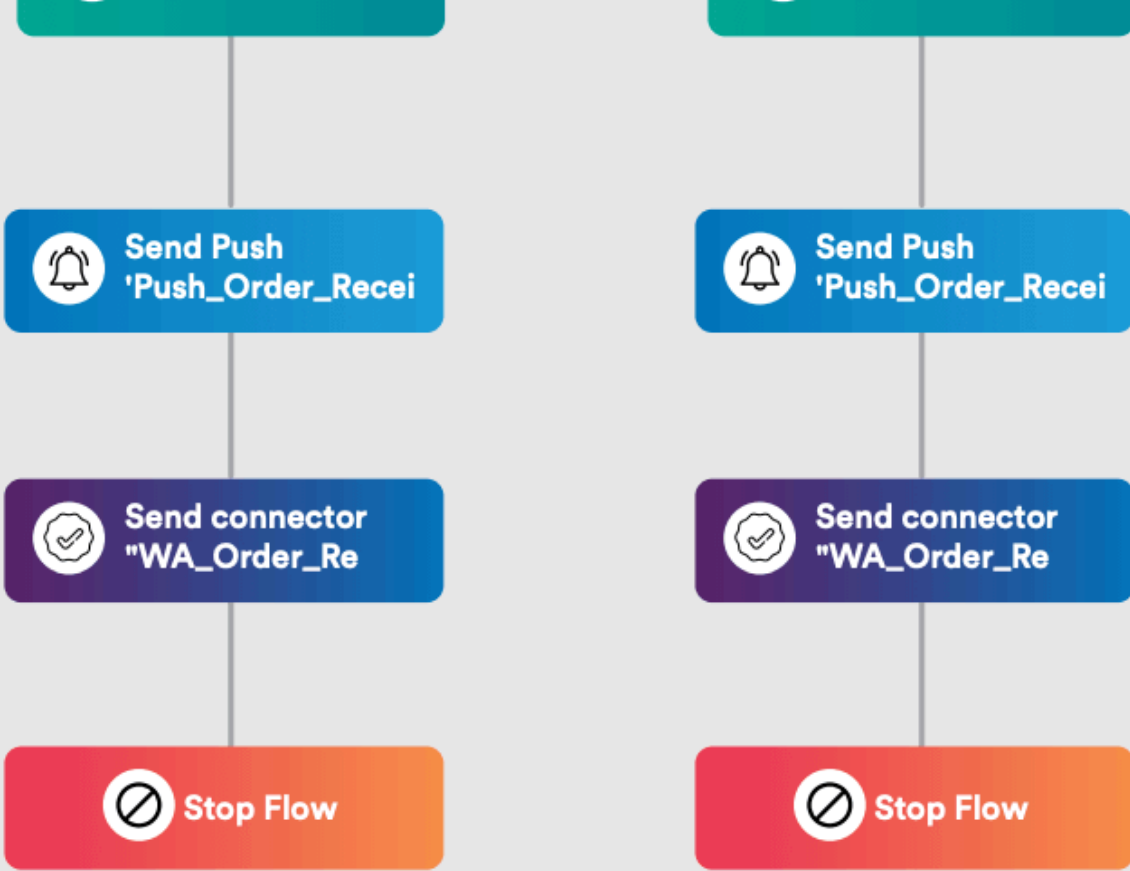 Send Push
'Push_Order_Recei
Send Push
'Push_Order_Recei
Send connector
"WA_Order_Re
Send connector
"WA_Order_Re
Stop Flow
Stop Flow